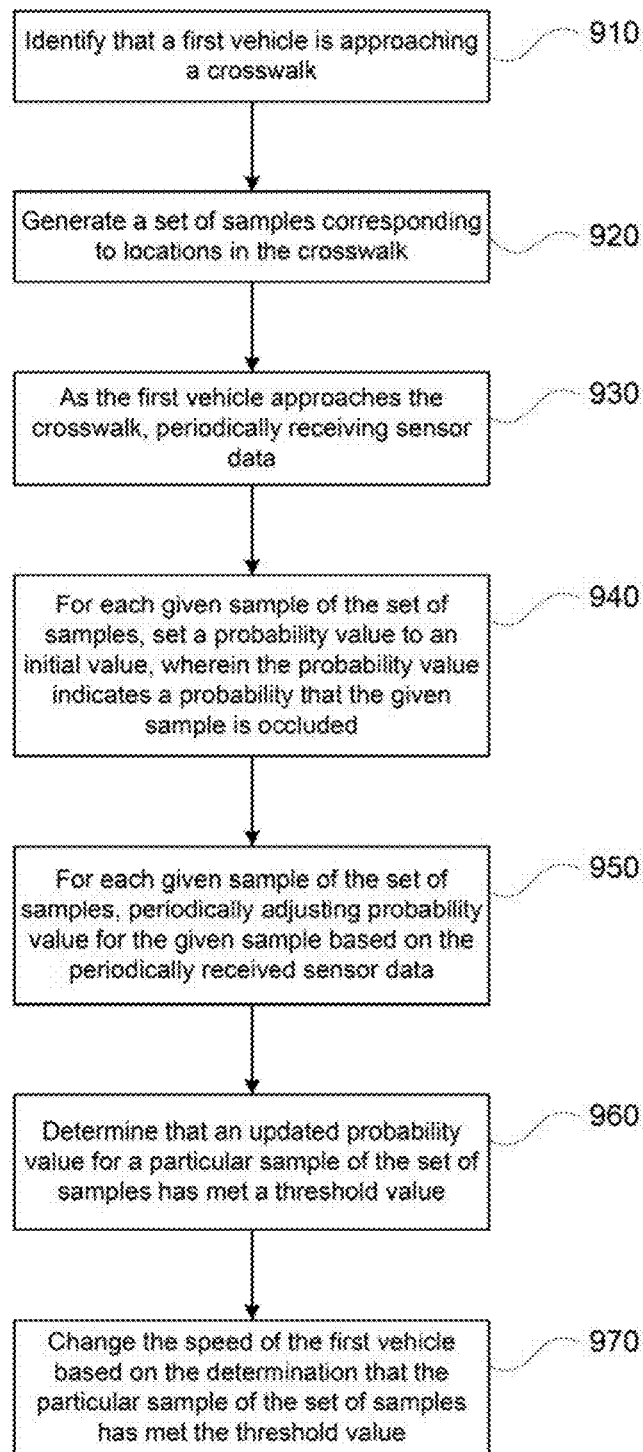 Identify that a first vehicle is approaching
a crosswalk
910
Generate a set of samples corresponding
to locations in the crosswalk
920
As the first vehicle approaches the
crosswalk, periodically receiving sensor
data
930
For each given sample of the set of
samples, set a probability value to an
initial value, wherein the probability value
indicates a probability that the given
sample is occluded
940
For each given sample of the set of
samples, periodically adjusting probability
value for the given sample based on the
periodically received sensor data
950
Determine that an updated probability
value for a particular sample of the set of
samples has met a threshold value
960
Change the speed of the first vehicle
based on the determination that the
particular sample of the set of samples
has met the threshold value
970